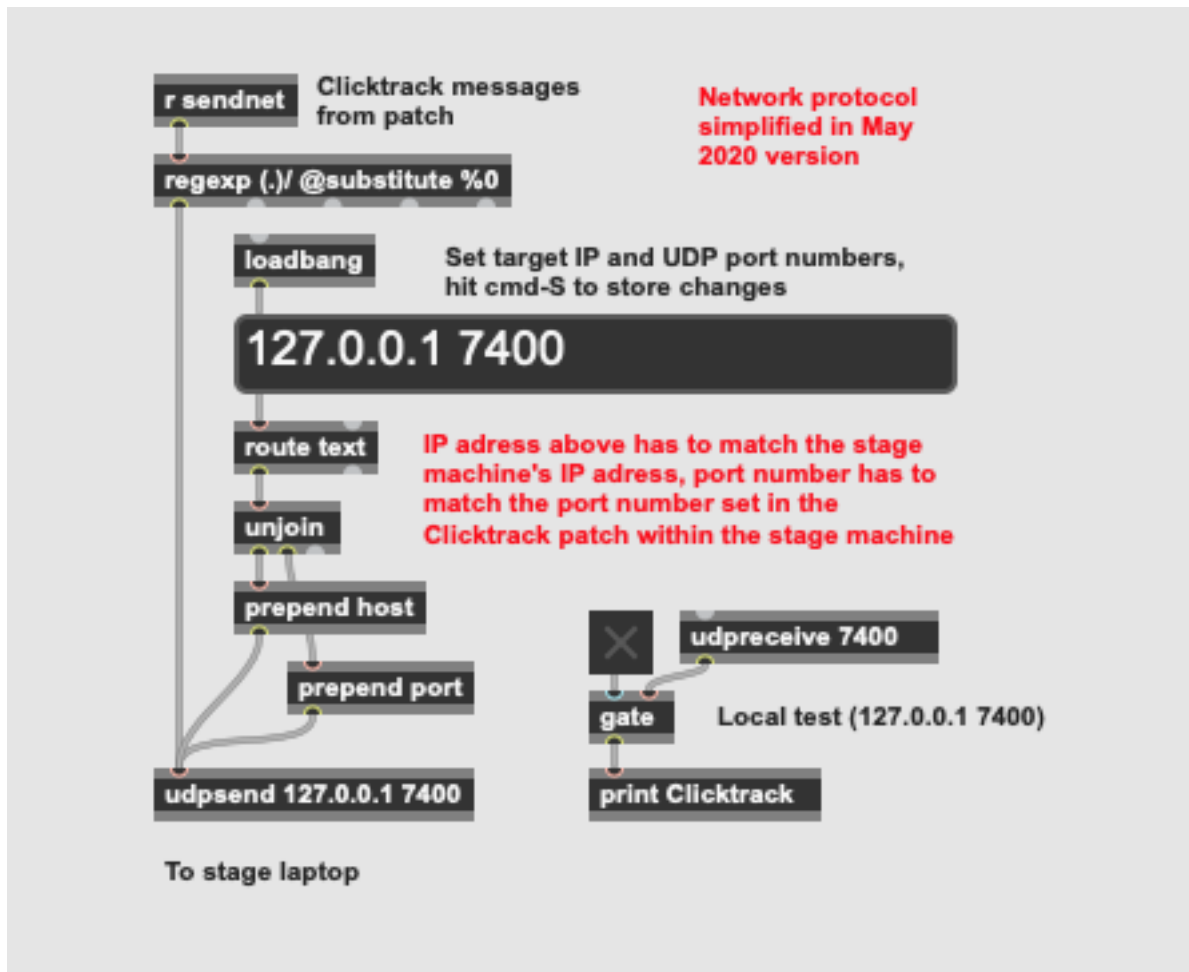 r sendnet
Clicktrack messages
from patch
Network protocol
simplified in May
2020 version
regexp (.)/ @substitute %0
loadbang
Set target IP and UDP port numbers,
hit cmd-S to store changes
127.0.0.1 7400
route text
IP adress above has to match the stage
machine's IP adress, port number has to
match the port number set in the
Clicktrack patch within the stage machine
unjoin
prepend host
udpreceive 7400
prepend port
gate
Local test (127.0.0.1 7400)
udpsend 127.0.0.1 7400
print Clicktrack
To stage laptop